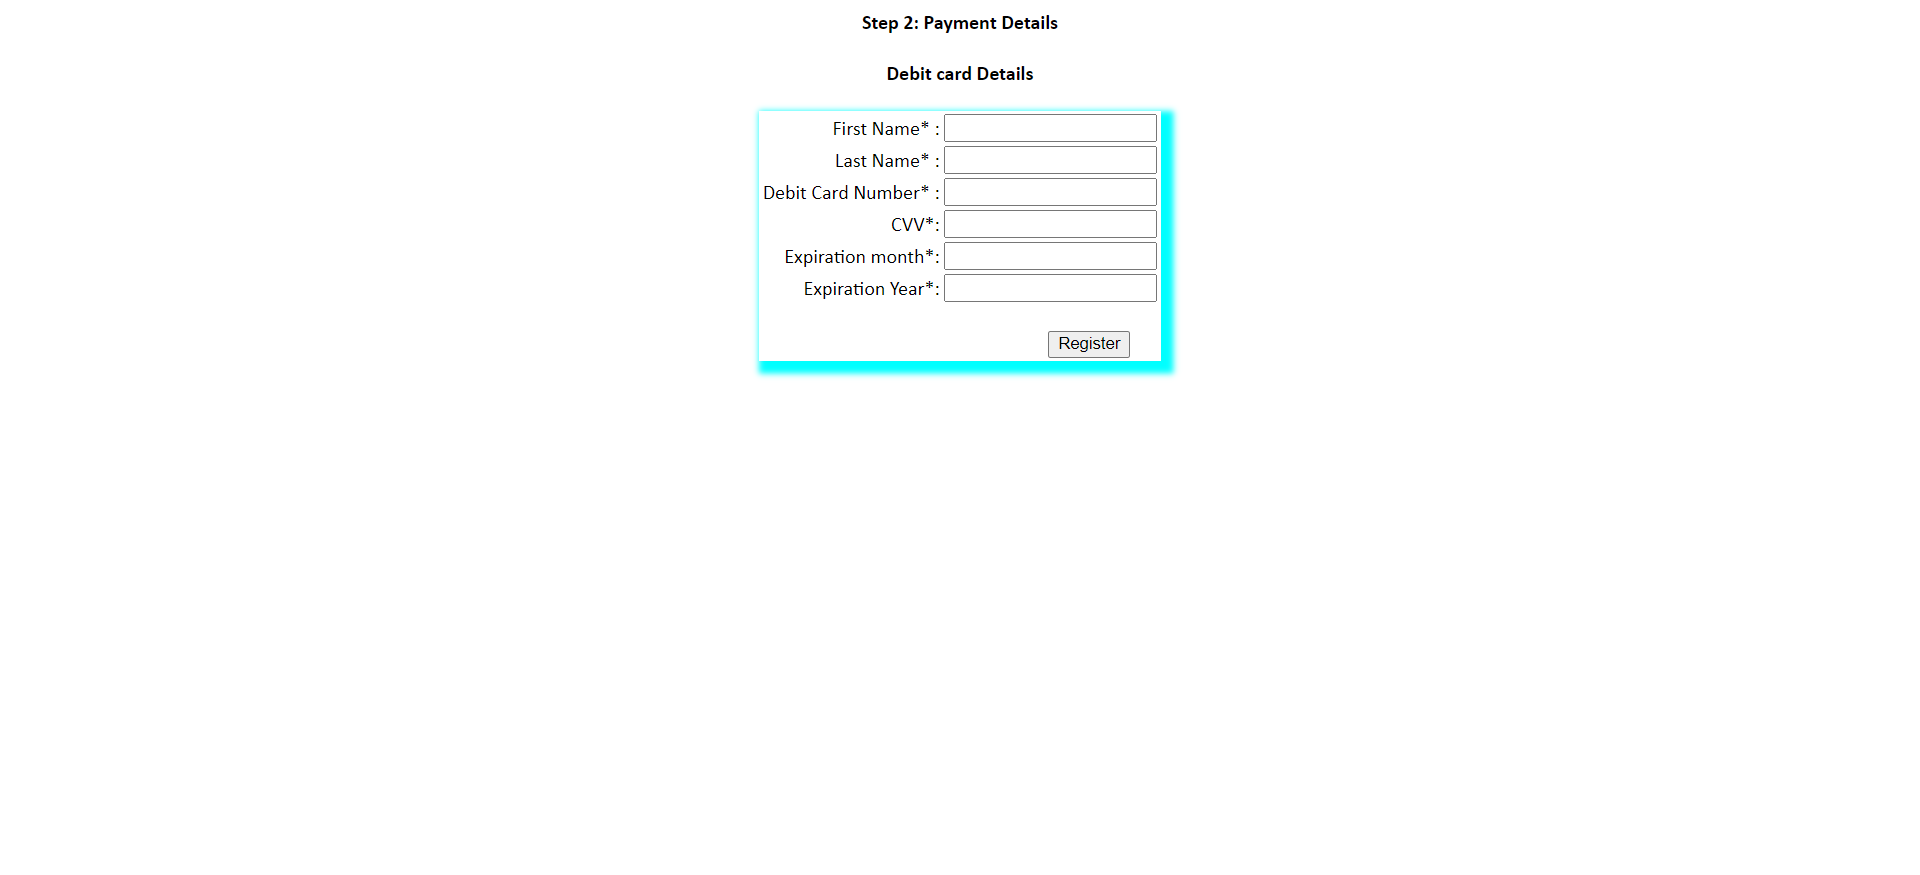 Step 2: Payment Details
Debit card Details
First Name* :
Last Name* :
Debit Card Number* :
CVV*:
Expiration month*:
Expiration Year*:
Register